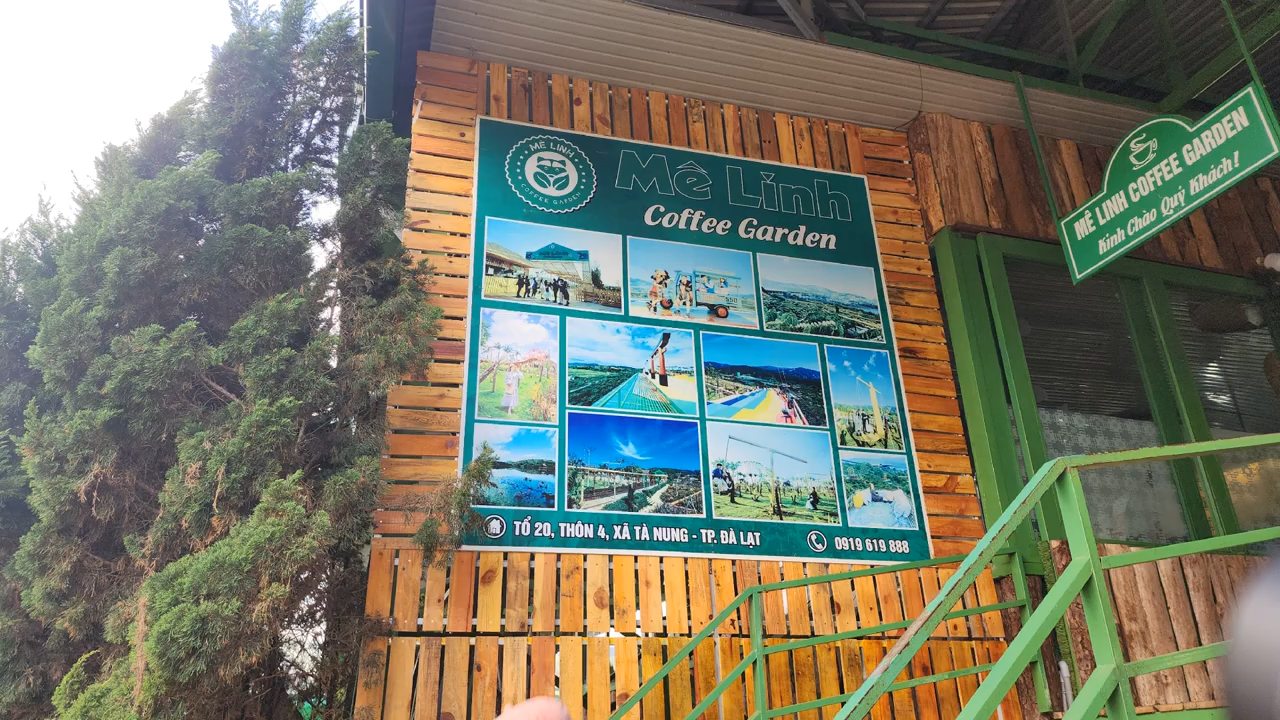 MÊ LINH
COFFEE GARDEN
Mê Linh
Coffee Garden
TỔ 20, THÔN 4, XÃ TÀ NUNG - TP. ĐÀ LẠT
0919 619 888
MÊ LINH COFFEE GARDEN
Kính Chào Quý Khách!